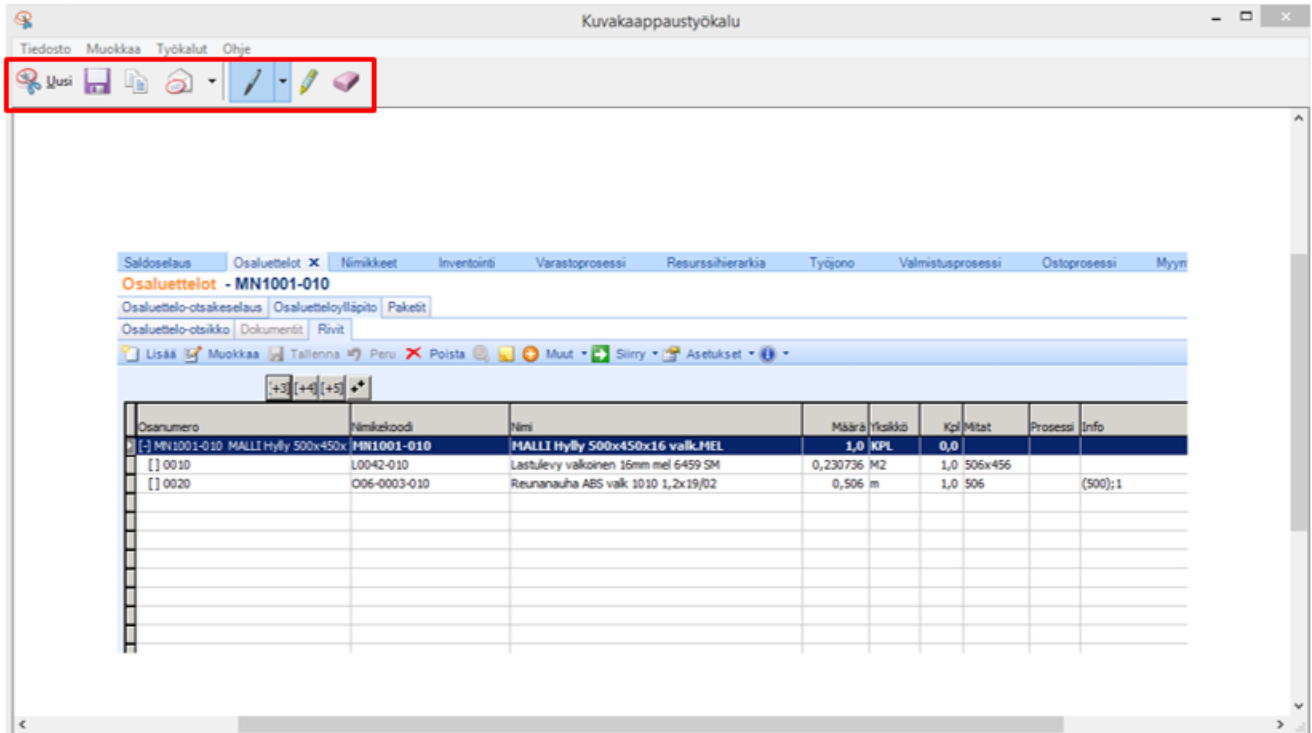 Kuvakaappaustyökalu
Tiedosto Muokkaa Työkalut Ohje
Uusi
Saldoselaus Osaluettelot Nimikkeet Inventointi Varastoprosessi Resurssihierarkia Työjono Valmistusprosessi Ostoprosessi Myyn
Osaluettelot - MN1001-010
Osaluettelo-otsakeselaus Osaluetteloylläpito Paketit
Osaluettelo-otsikko Dokumentit Rivit
Lisää Muokkaa Tallenna Peru Poista Muut Siirry Asetukset
[+3] [+4] [+5]
Osanumero Nimikekoodi Nimi Määrä Yksikkö Kpl Mitat Prosessi Info
[-] MN1001-010 MALLI Hylly 500x450x MN1001-010 MALLI Hylly 500x450x16 valk.MEL 1,0 KPL 0,0
[ ] 0010 L0042-010 Lastulevy valkoinen 16mm mel 6459 SM 0,230736 M2 1,0 506x456
[ ] 0020 O06-0003-010 Reunanauha ABS valk 1010 1,2x19/02 0,506 m 1,0 506 (500);1